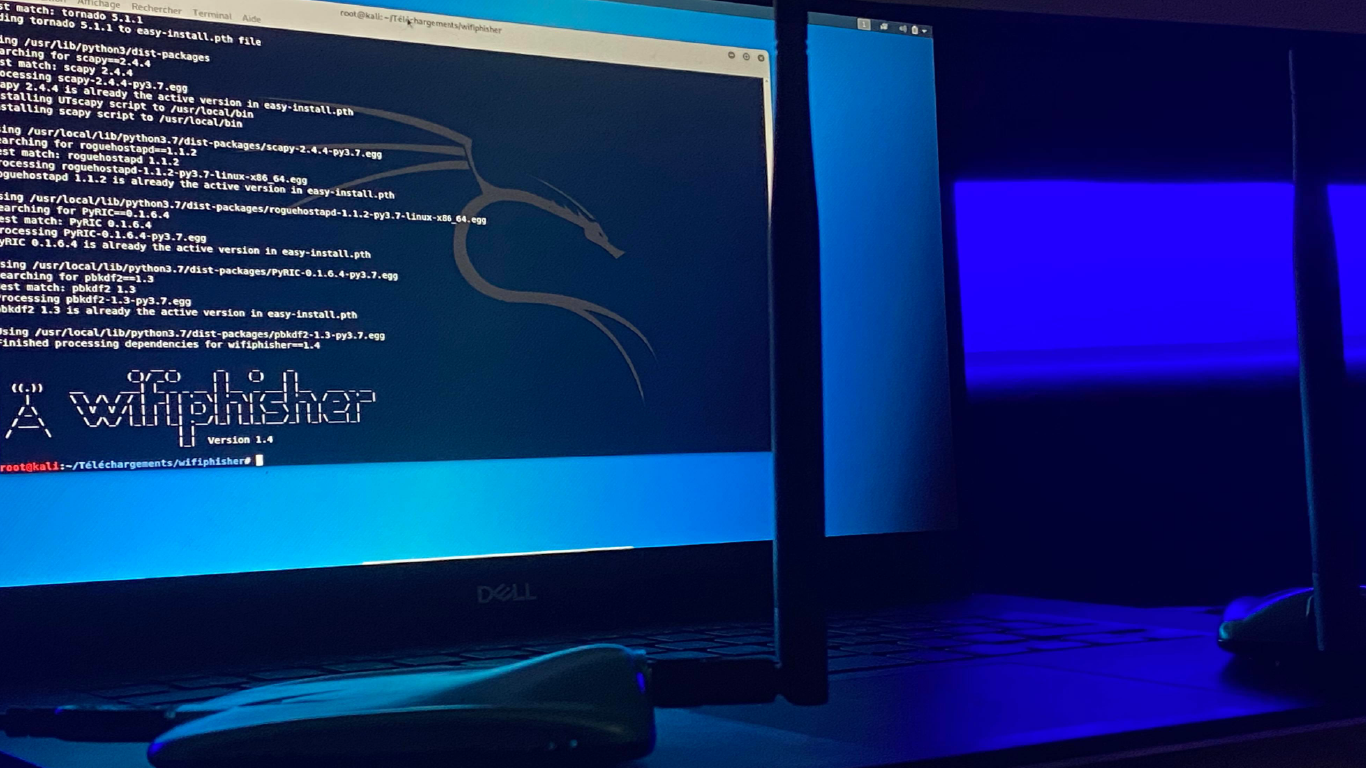 Affichage Rechercher Terminal Aide
root@kali: ~/Téléchargements/wifiphisher
1
st match: tornado 5.1.1
ding tornado 5.1.1 to easy-install.pth file
ing /usr/lib/python3/dist-packages
arching for scapy==2.4.4
st match: scapy 2.4.4
ocessing scapy-2.4.4-py3.7.egg
apy 2.4.4 is already the active version in easy-install.pth
stalling UTscapy script to /usr/local/bin
nstalling scapy script to /usr/local/bin
sing /usr/local/lib/python3.7/dist-packages/scapy-2.4.4-py3.7.egg
earching for roguehostapd==1.1.2
est match: roguehostapd 1.1.2
rocessing roguehostapd-1.1.2-py3.7-linux-x86_64.egg
oguehostapd 1.1.2 is already the active version in easy-install.pth
sing /usr/local/lib/python3.7/dist-packages/roguehostapd-1.1.2-py3.7-linux-x86_64.egg
earching for PyRIC==0.1.6.4
est match: PyRIC 0.1.6.4
rocessing PyRIC-0.1.6.4-py3.7.egg
yRIC 0.1.6.4 is already the active version in easy-install.pth
sing /usr/local/lib/python3.7/dist-packages/PyRIC-0.1.6.4-py3.7.egg
earching for pbkdf2==1.3
est match: pbkdf2 1.3
rocessing pbkdf2-1.3-py3.7.egg
bkdf2 1.3 is already the active version in easy-install.pth
Using /usr/local/lib/python3.7/dist-packages/pbkdf2-1.3-py3.7.egg
Finished processing dependencies for wifiphisher==1.4
((.)) wifiphisher
Version 1.4
root@kali:~/Téléchargements/wifiphisher#
DELL